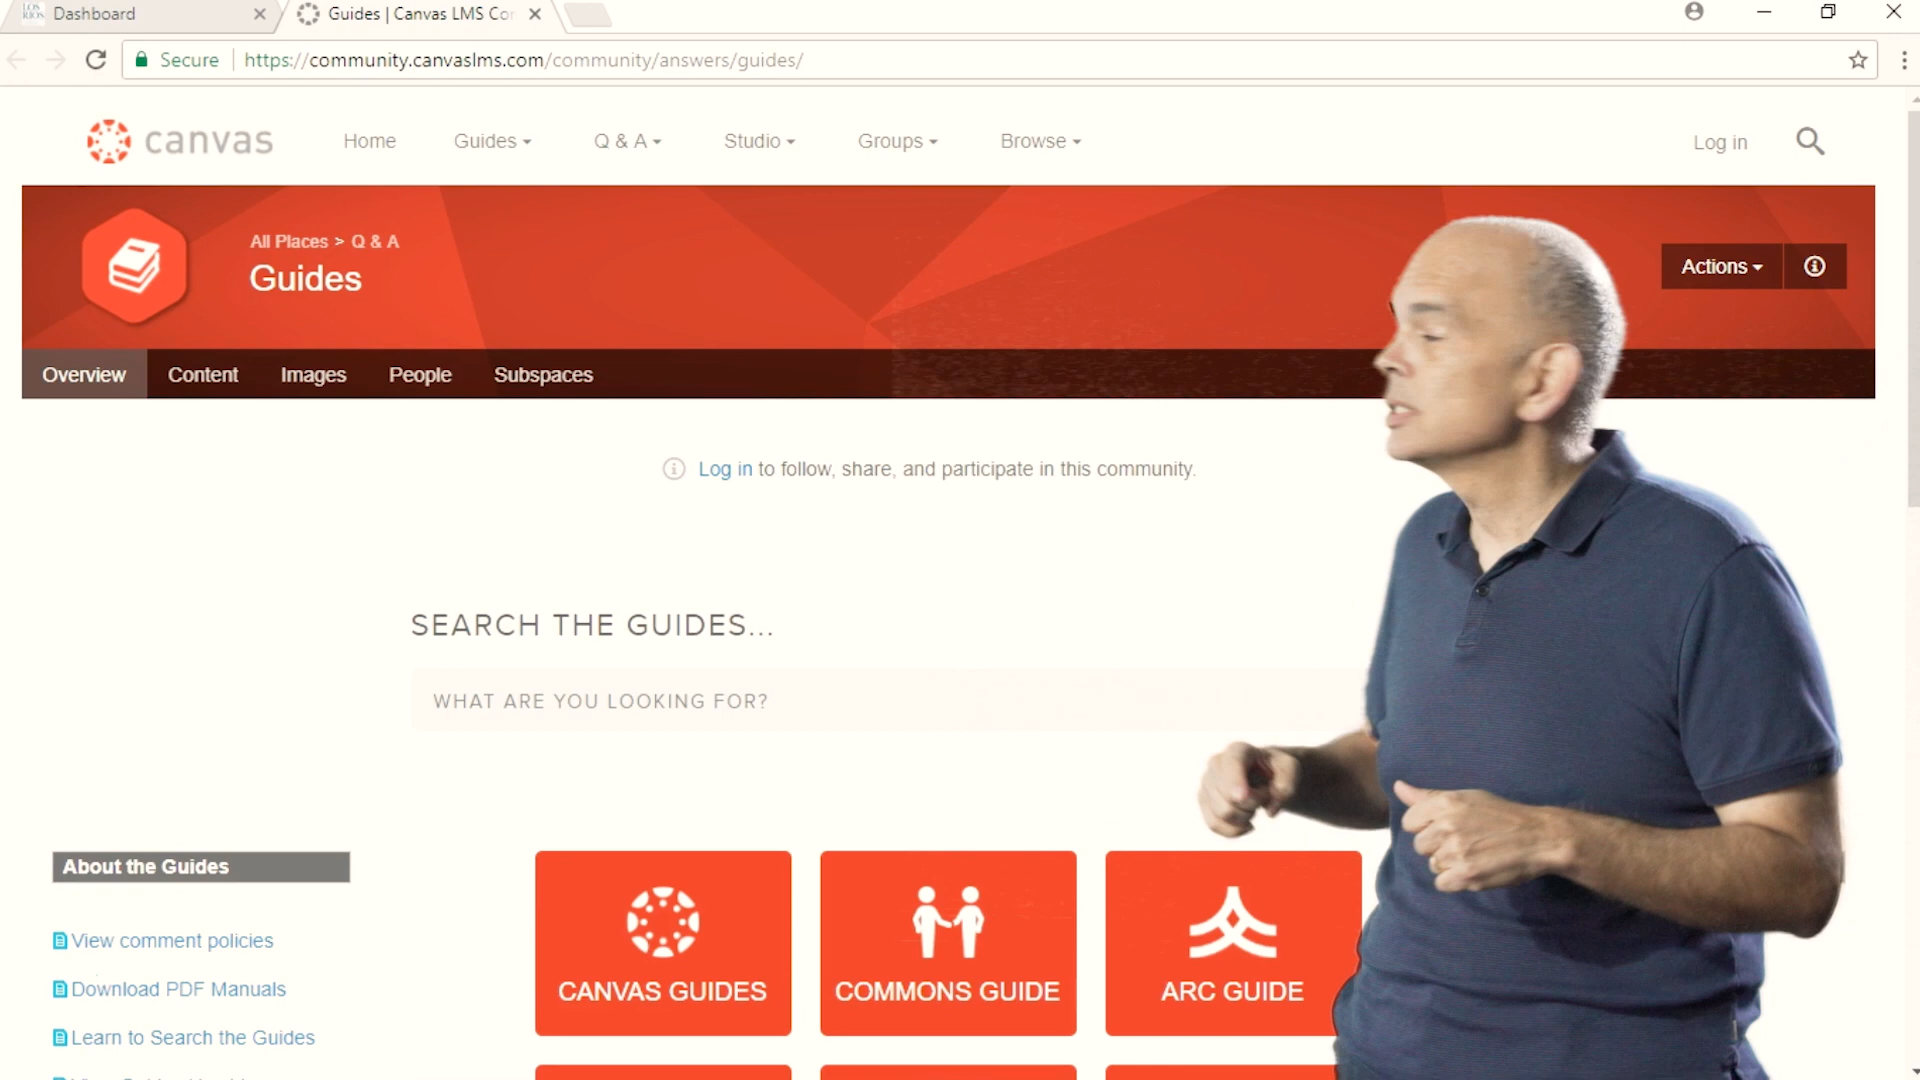 LOS RIOS
Dashboard
Guides | Canvas LMS Co
Secure
https://community.canvaslms.com/community/answers/guides/
canvas
Home
Guides
Q & A
Studio
Groups
Browse
Log in
All Places > Q & A
Guides
Actions
Overview
Content
Images
People
Subspaces
Log in to follow, share, and participate in this community.
SEARCH THE GUIDES...
WHAT ARE YOU LOOKING FOR?
About the Guides
View comment policies
Download PDF Manuals
Learn to Search the Guides
CANVAS GUIDES
COMMONS GUIDE
ARC GUIDE